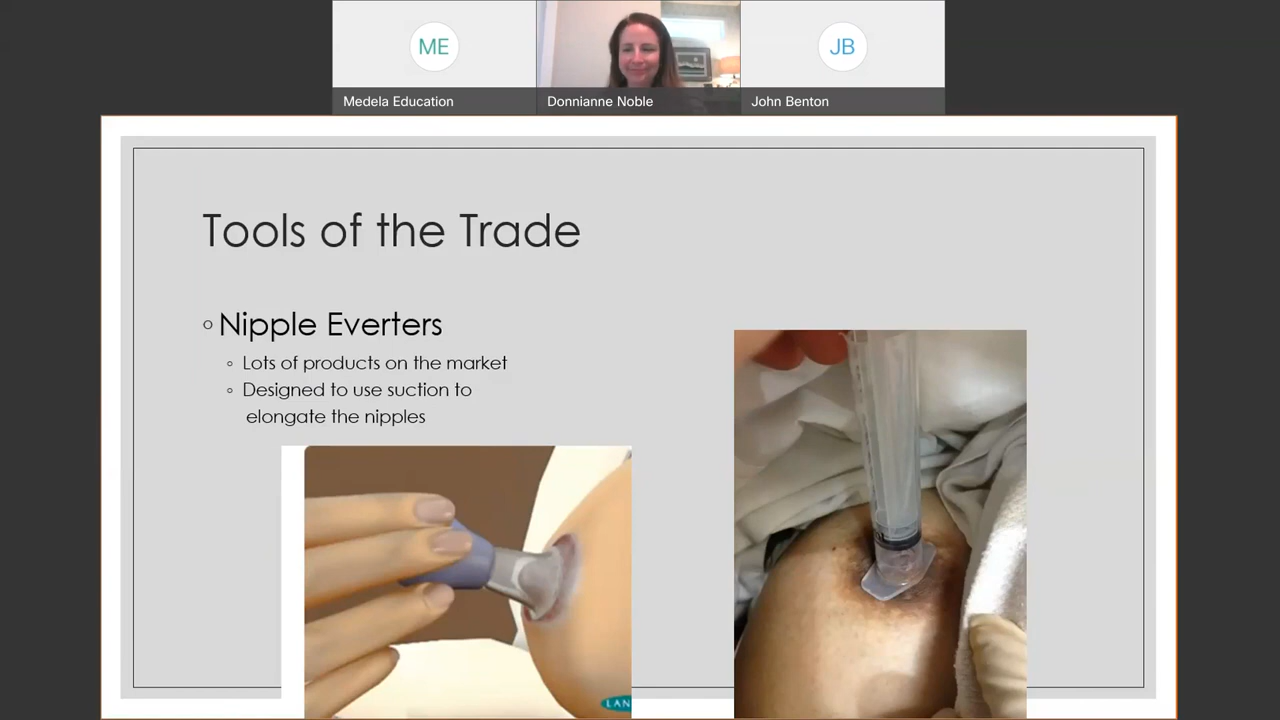 ME
JB
Medela Education
Donnianne Noble
John Benton
Tools of the Trade
Nipple Everters
Lots of products on the market
Designed to use suction to
elongate the nipples
LAN